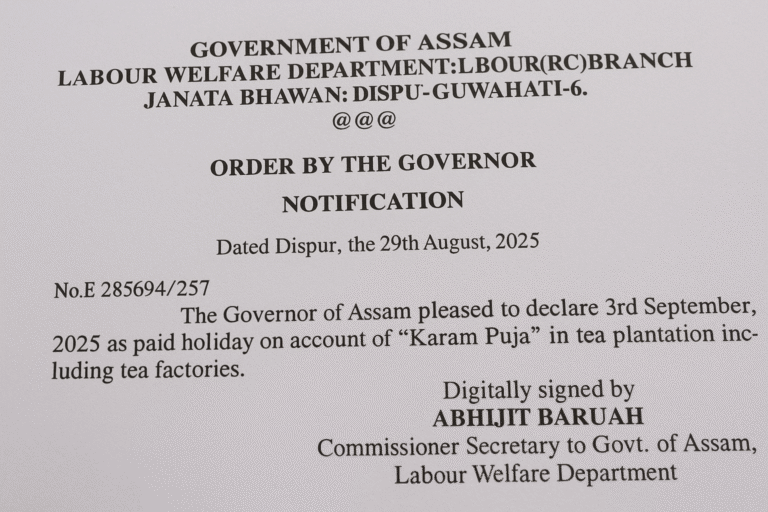 GOVERNMENT OF ASSAM
LABOUR WELFARE DEPARTMENT:LBOUR(RC)BRANCH
JANATA BHAWAN: DISPU-GUWAHATI-6.
@@@
ORDER BY THE GOVERNOR
NOTIFICATION
Dated Dispur, the 29th August, 2025
No.E 285694/257
The Governor of Assam pleased to declare 3rd September,
2025 as paid holiday on account of “Karam Puja” in tea plantation inc-
luding tea factories.
Digitally signed by
ABHIJIT BARUAH
Commissioner Secretary to Govt. of Assam,
Labour Welfare Department